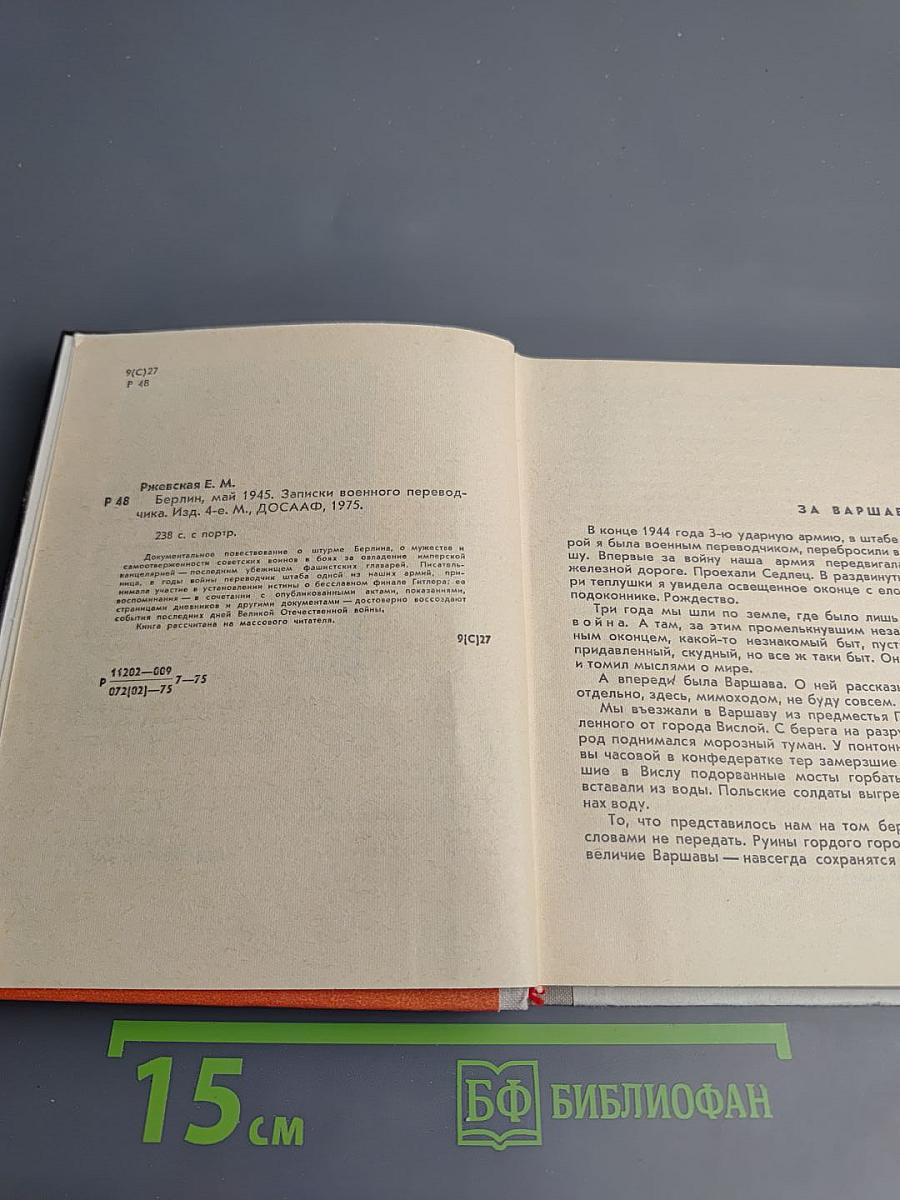 9(С)27
Р 48
Ржевская Е. М.
Р 48 Берлин, май 1945. Записки военного перевод-
чика. Изд. 4-е. М., ДОСААФ, 1975.
238 с. с портр.
Документальное повествование о штурме Берлина, о мужестве и
самоотверженности советских воинов в боях за овладение имперской
канцелярией — последним убежищем фашистских главарей. Писатель-
ница, в годы войны переводчик штаба одной из наших армий, при-
нимала участие в установлении истины о бесславном финале Гитлера; ее
воспоминания — в сочетании с опубликованными актами, показаниями,
страницами дневников и другими документами — достоверно воссоздают
события последних дней Великой Отечественной войны.
Книга рассчитана на массового читателя.
9(С)27
Р 11202—009
072(02)—75 7—75
ЗА ВАРШАВ
В конце 1944 года 3-ю ударную армию, в штабе
рой я была военным переводчиком, перебросили в
шу. Впервые за войну наша армия передвигала
железной дороге. Проехали Седлец. В раздвинут
ри теплушки я увидела освещенное оконце с ело
подоконнике. Рождество.
Три года мы шли по земле, где было лишь
война. А там, за этим промелькнувшим неза
ным оконцем, какой-то незнакомый быт, пуст
придавленный, скудный, но все ж таки быт. Он
и томил мыслями о мире.
А впереди была Варшава. О ней рассказы
отдельно, здесь, мимоходом, не буду совсем.
Мы въезжали в Варшаву из предместья П
ленного от города Вислой. С берега на разру
род поднимался морозный туман. У понтонн
вы часовой в конфедератке тер замерзшие
шие в Вислу подорванные мосты горбать
вставали из воды. Польские солдаты выгре
нах воду.
То, что представилось нам на том бер
словами не передать. Руины гордого горо
величие Варшавы — навсегда сохранятся
15 см
БФ БИБЛИОФАН